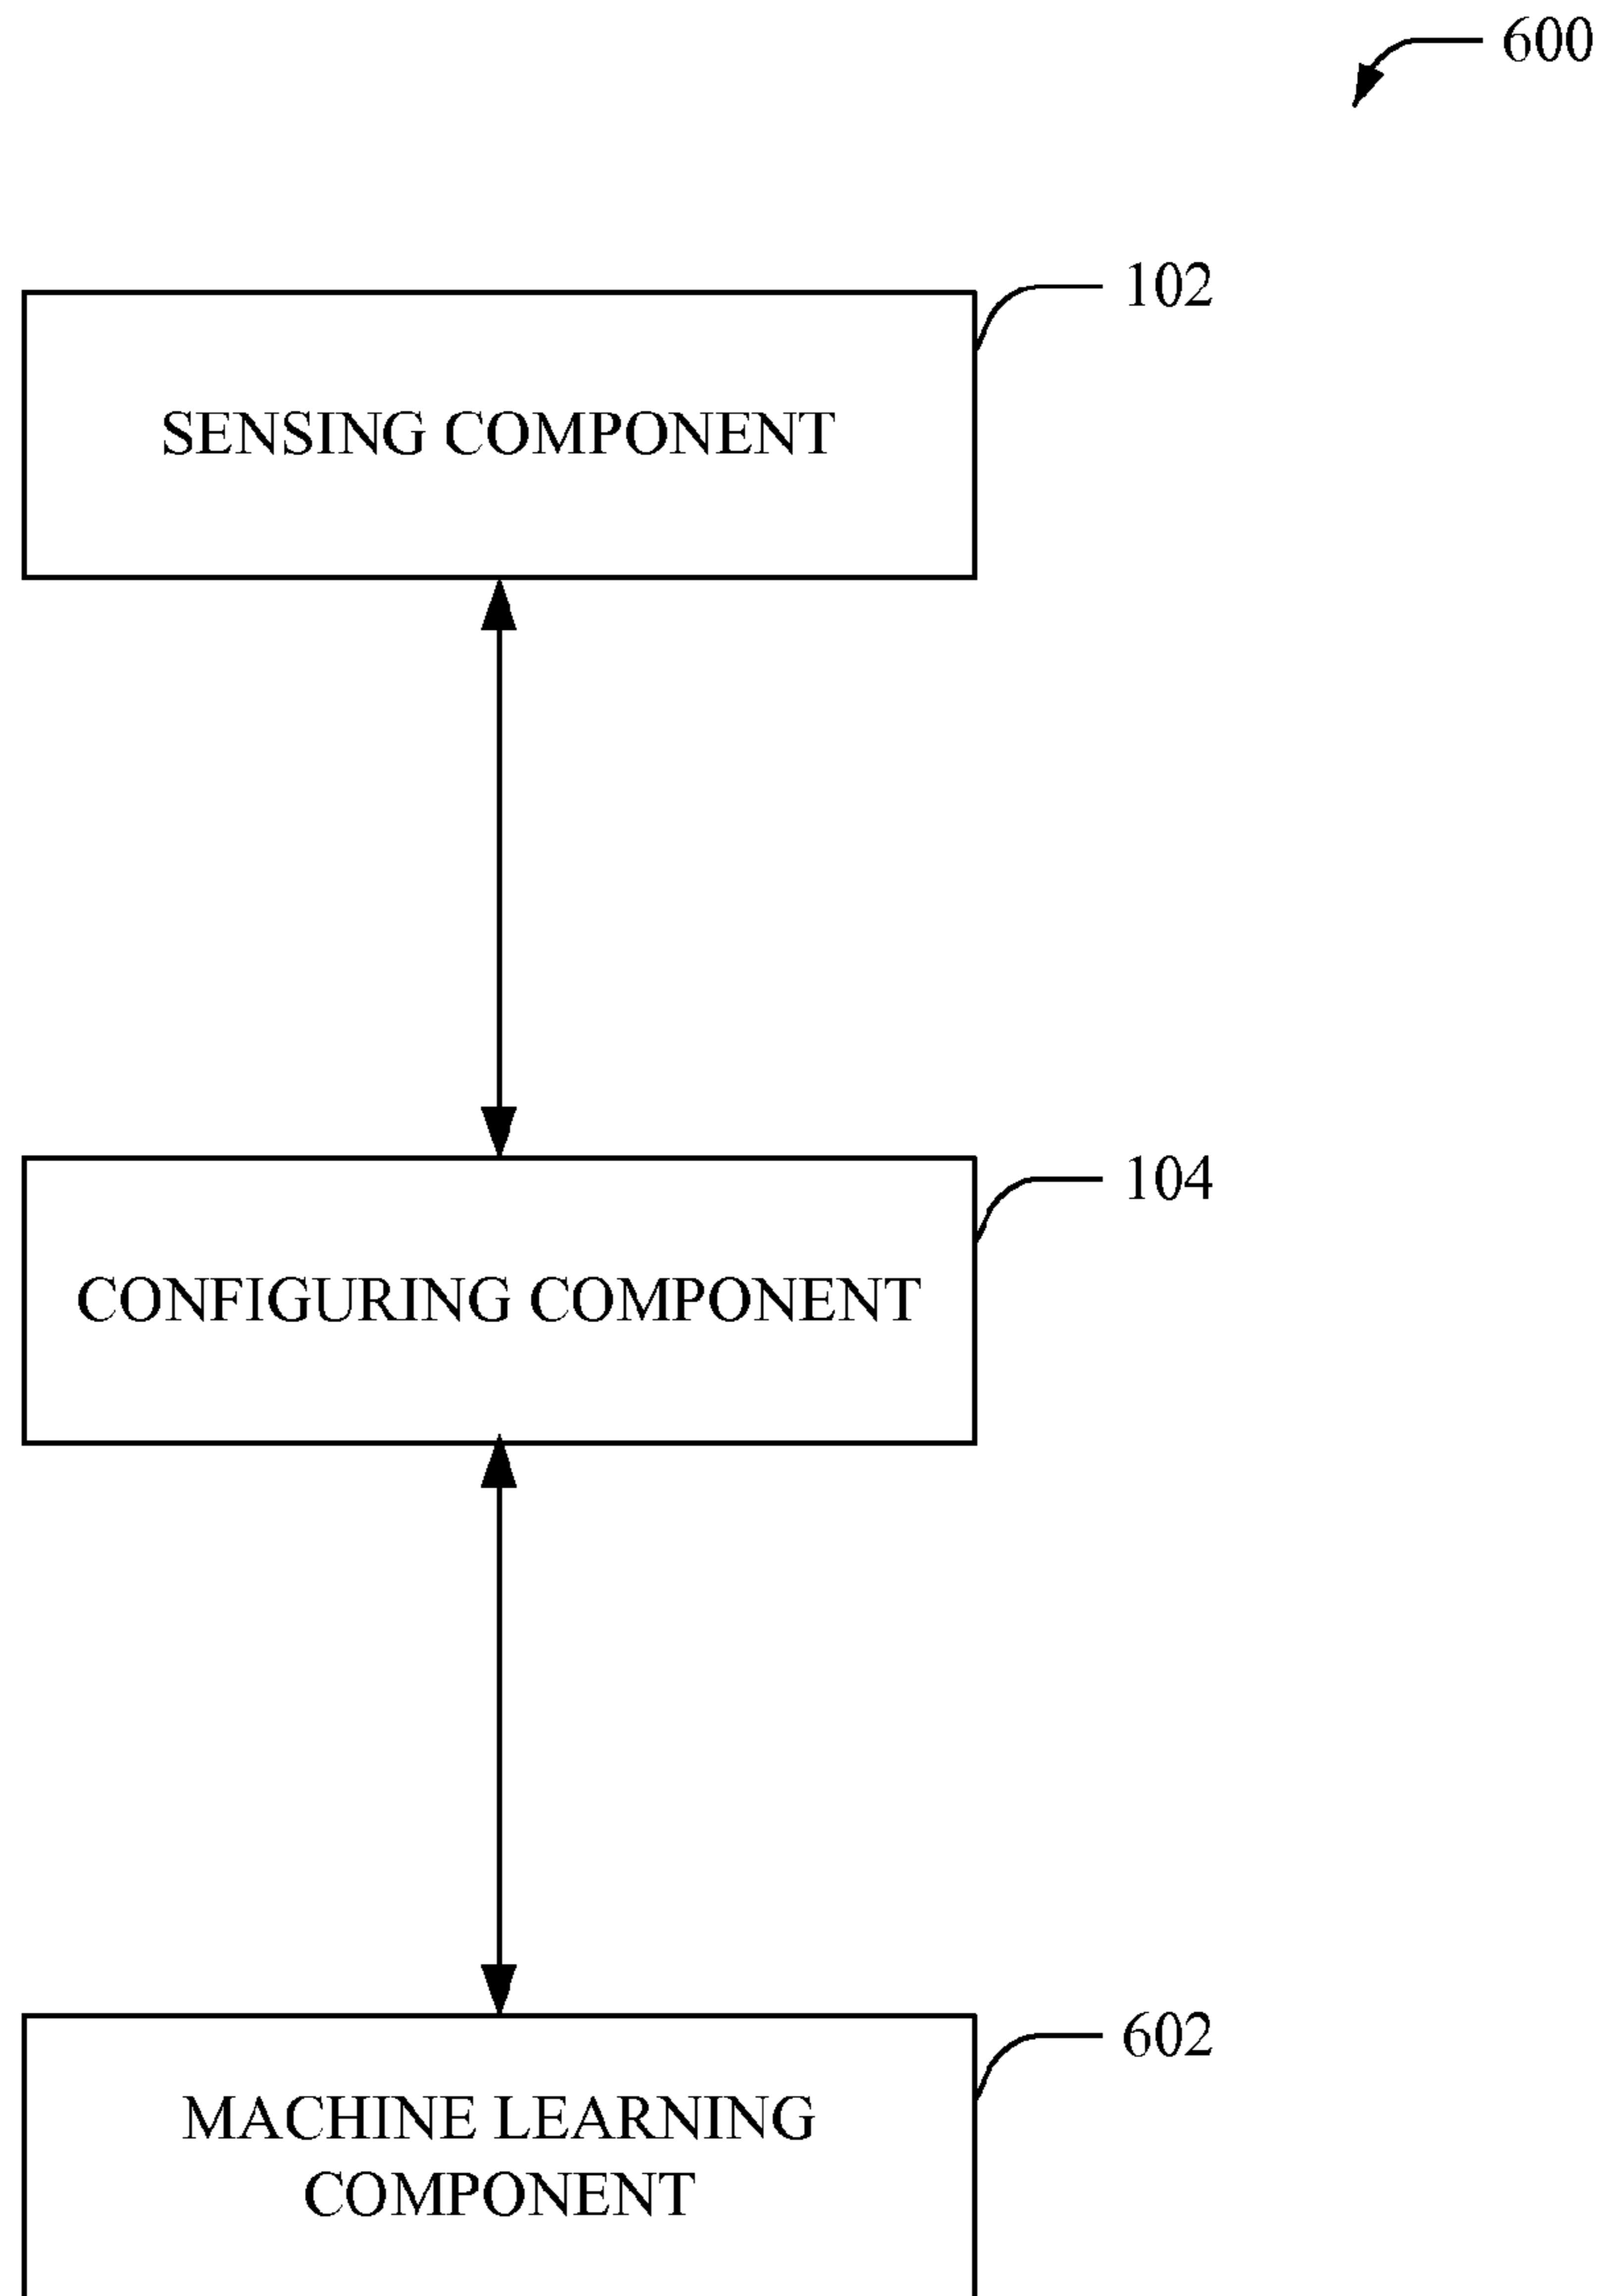 600
102
SENSING COMPONENT
104
CONFIGURING COMPONENT
602
MACHINE LEARNING
COMPONENT